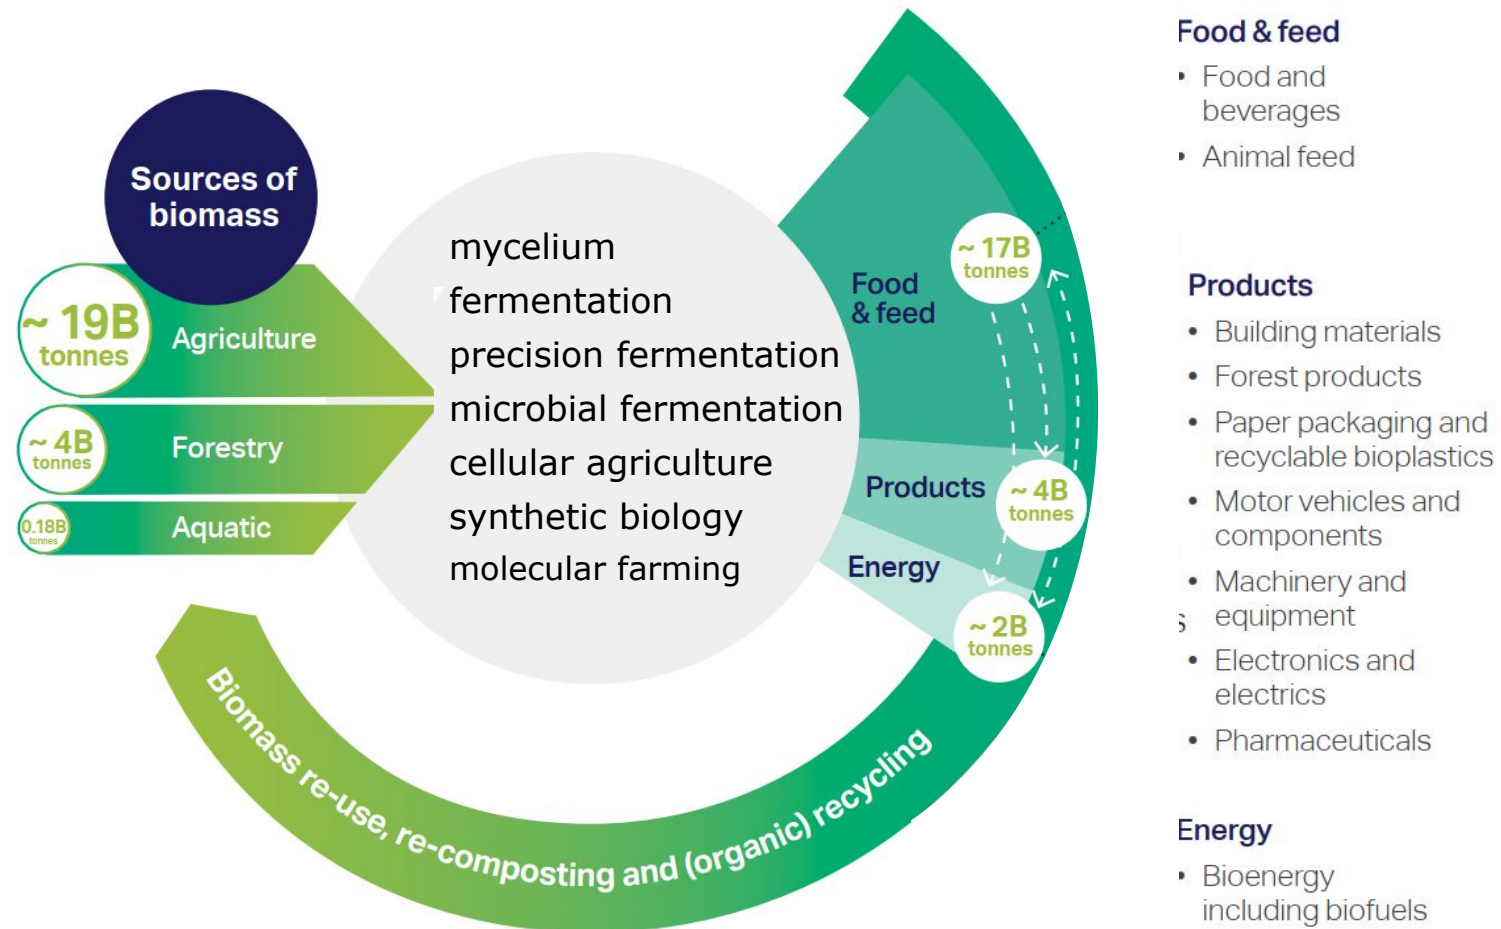 Sources of
biomass
~ 19B
tonnes
Agriculture
~ 4B
tonnes
Forestry
0.18B
tonnes
Aquatic
mycelium
fermentation
precision fermentation
microbial fermentation
cellular agriculture
synthetic biology
molecular farming
Food
& feed
~ 17B
tonnes
Products
~ 4B
tonnes
Energy
~ 2B
tonnes
Biomass re-use, re-composting and (organic) recycling
Food & feed
• Food and
beverages
• Animal feed
Products
• Building materials
• Forest products
• Paper packaging and
recyclable bioplastics
• Motor vehicles and
components
• Machinery and
equipment
• Electronics and
electrics
• Pharmaceuticals
Energy
• Bioenergy
including biofuels